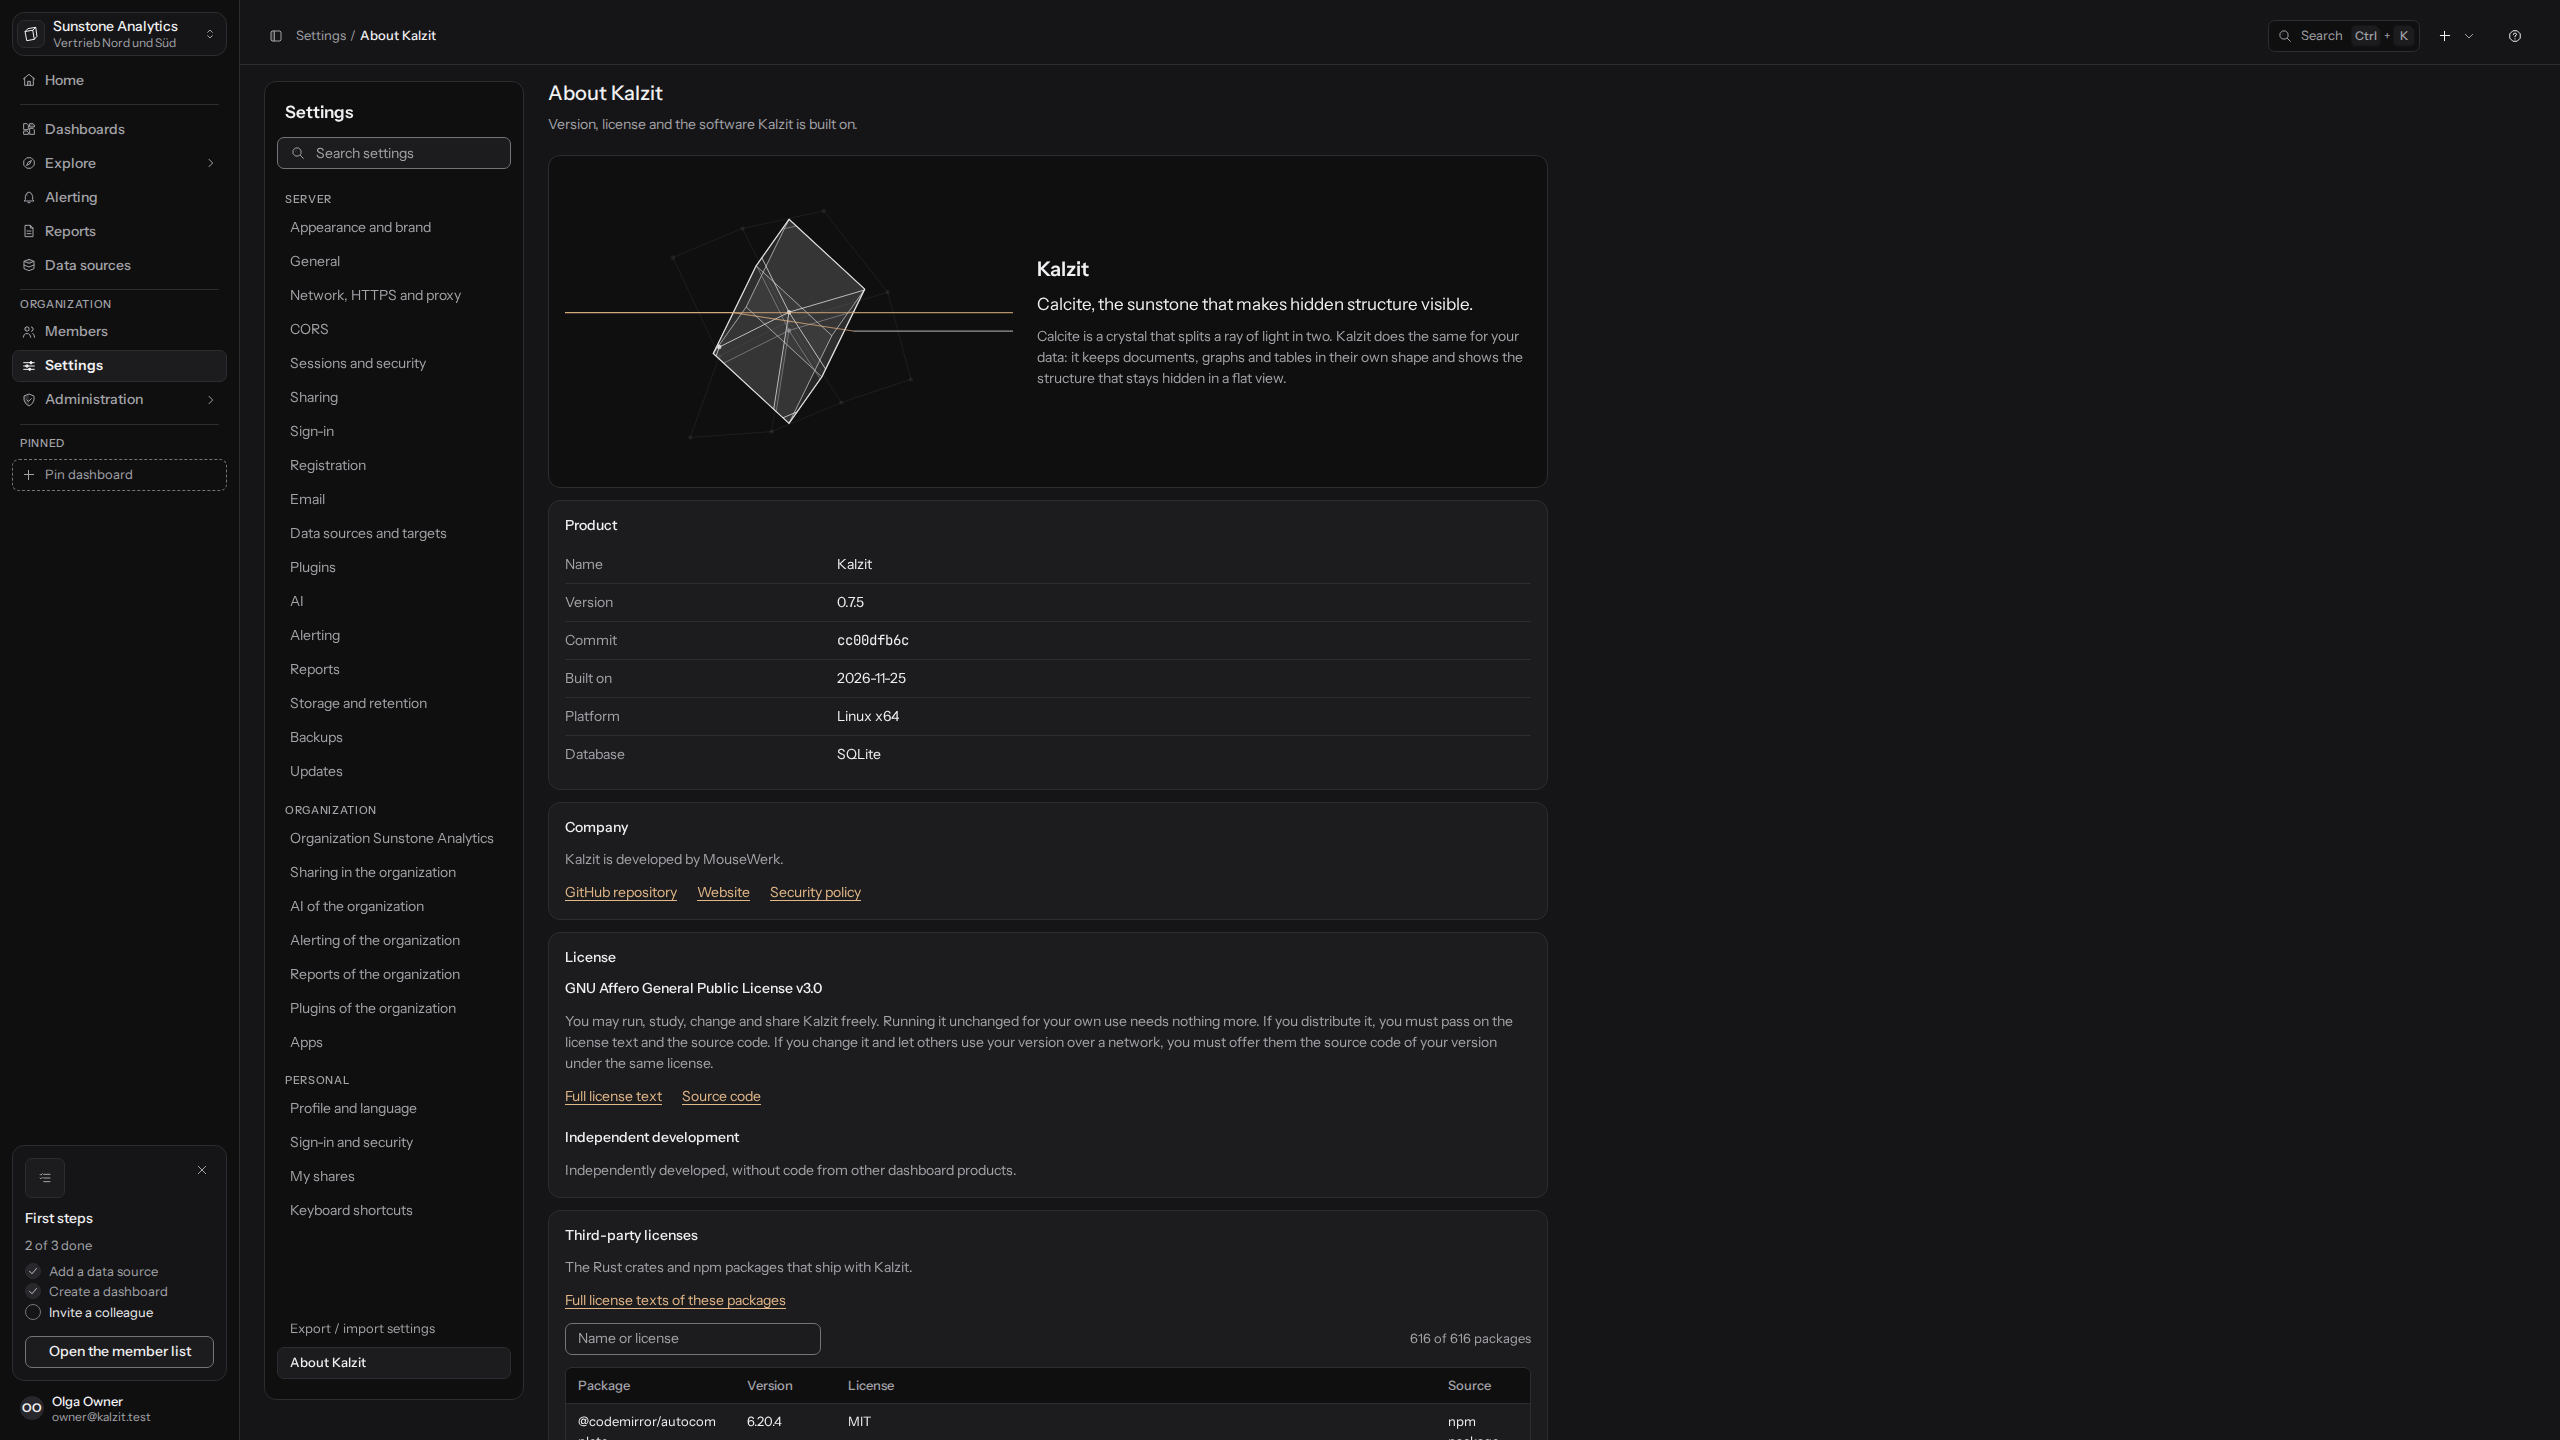 Sunstone Analytics
Vertrieb Nord und Süd
Home
Dashboards
Explore
Alerting
Reports
Data sources
ORGANIZATION
Members
Settings
Administration
PINNED
Pin dashboard
First steps
2 of 3 done
Add a data source
Create a dashboard
Invite a colleague
Open the member list
OO
Olga Owner
owner@kalzit.test
Settings / About Kalzit
Search Ctrl + K
Settings
Search settings
SERVER
Appearance and brand
General
Network, HTTPS and proxy
CORS
Sessions and security
Sharing
Sign-in
Registration
Email
Data sources and targets
Plugins
AI
Alerting
Reports
Storage and retention
Backups
Updates
ORGANIZATION
Organization Sunstone Analytics
Sharing in the organization
AI of the organization
Alerting of the organization
Reports of the organization
Plugins of the organization
Apps
PERSONAL
Profile and language
Sign-in and security
My shares
Keyboard shortcuts
Export / import settings
About Kalzit
About Kalzit
Version, license and the software Kalzit is built on.
Kalzit
Calcite, the sunstone that makes hidden structure visible.
Calcite is a crystal that splits a ray of light in two. Kalzit does the same for your
data: it keeps documents, graphs and tables in their own shape and shows the
structure that stays hidden in a flat view.
Product
Name Kalzit
Version 0.7.5
Commit cc00dfb6c
Built on 2026-11-25
Platform Linux x64
Database SQLite
Company
Kalzit is developed by MouseWerk.
GitHub repository Website Security policy
License
GNU Affero General Public License v3.0
You may run, study, change and share Kalzit freely. Running it unchanged for your own use needs nothing more. If you distribute it, you must pass on the
license text and the source code. If you change it and let others use your version over a network, you must offer them the source code of your version
under the same license.
Full license text Source code
Independent development
Independently developed, without code from other dashboard products.
Third-party licenses
The Rust crates and npm packages that ship with Kalzit.
Full license texts of these packages
Name or license
616 of 616 packages
Package Version License Source
@codemirror/autocom 6.20.4 MIT npm